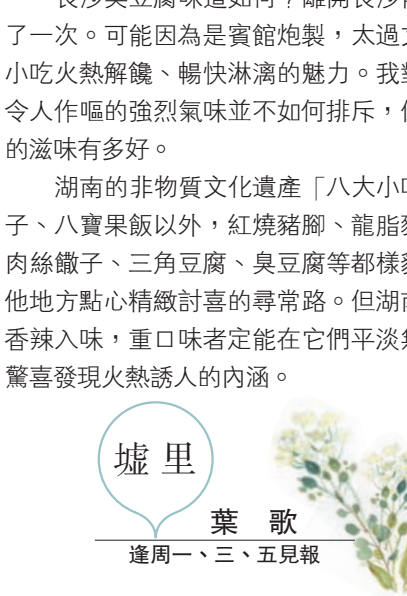 長沙臭豆腐味道如何？離開長沙
了一次。可能因為是賓館炮製，太過
小吃火熱解饞、暢快淋漓的魅力。我
令人作嘔的強烈氣味並不如何排斥，
的滋味有多好。
湖南的非物質文化遺產「八大小
子、八寶果飯以外，紅燒豬腳、龍脂
肉絲饊子、三角豆腐、臭豆腐等都樣
他地方點心精緻討喜的尋常路。但湖
香辣入味，重口味者定能在它們平淡
驚喜發現火熱誘人的內涵。
墟里
葉 歌
逢周一、三、五見報